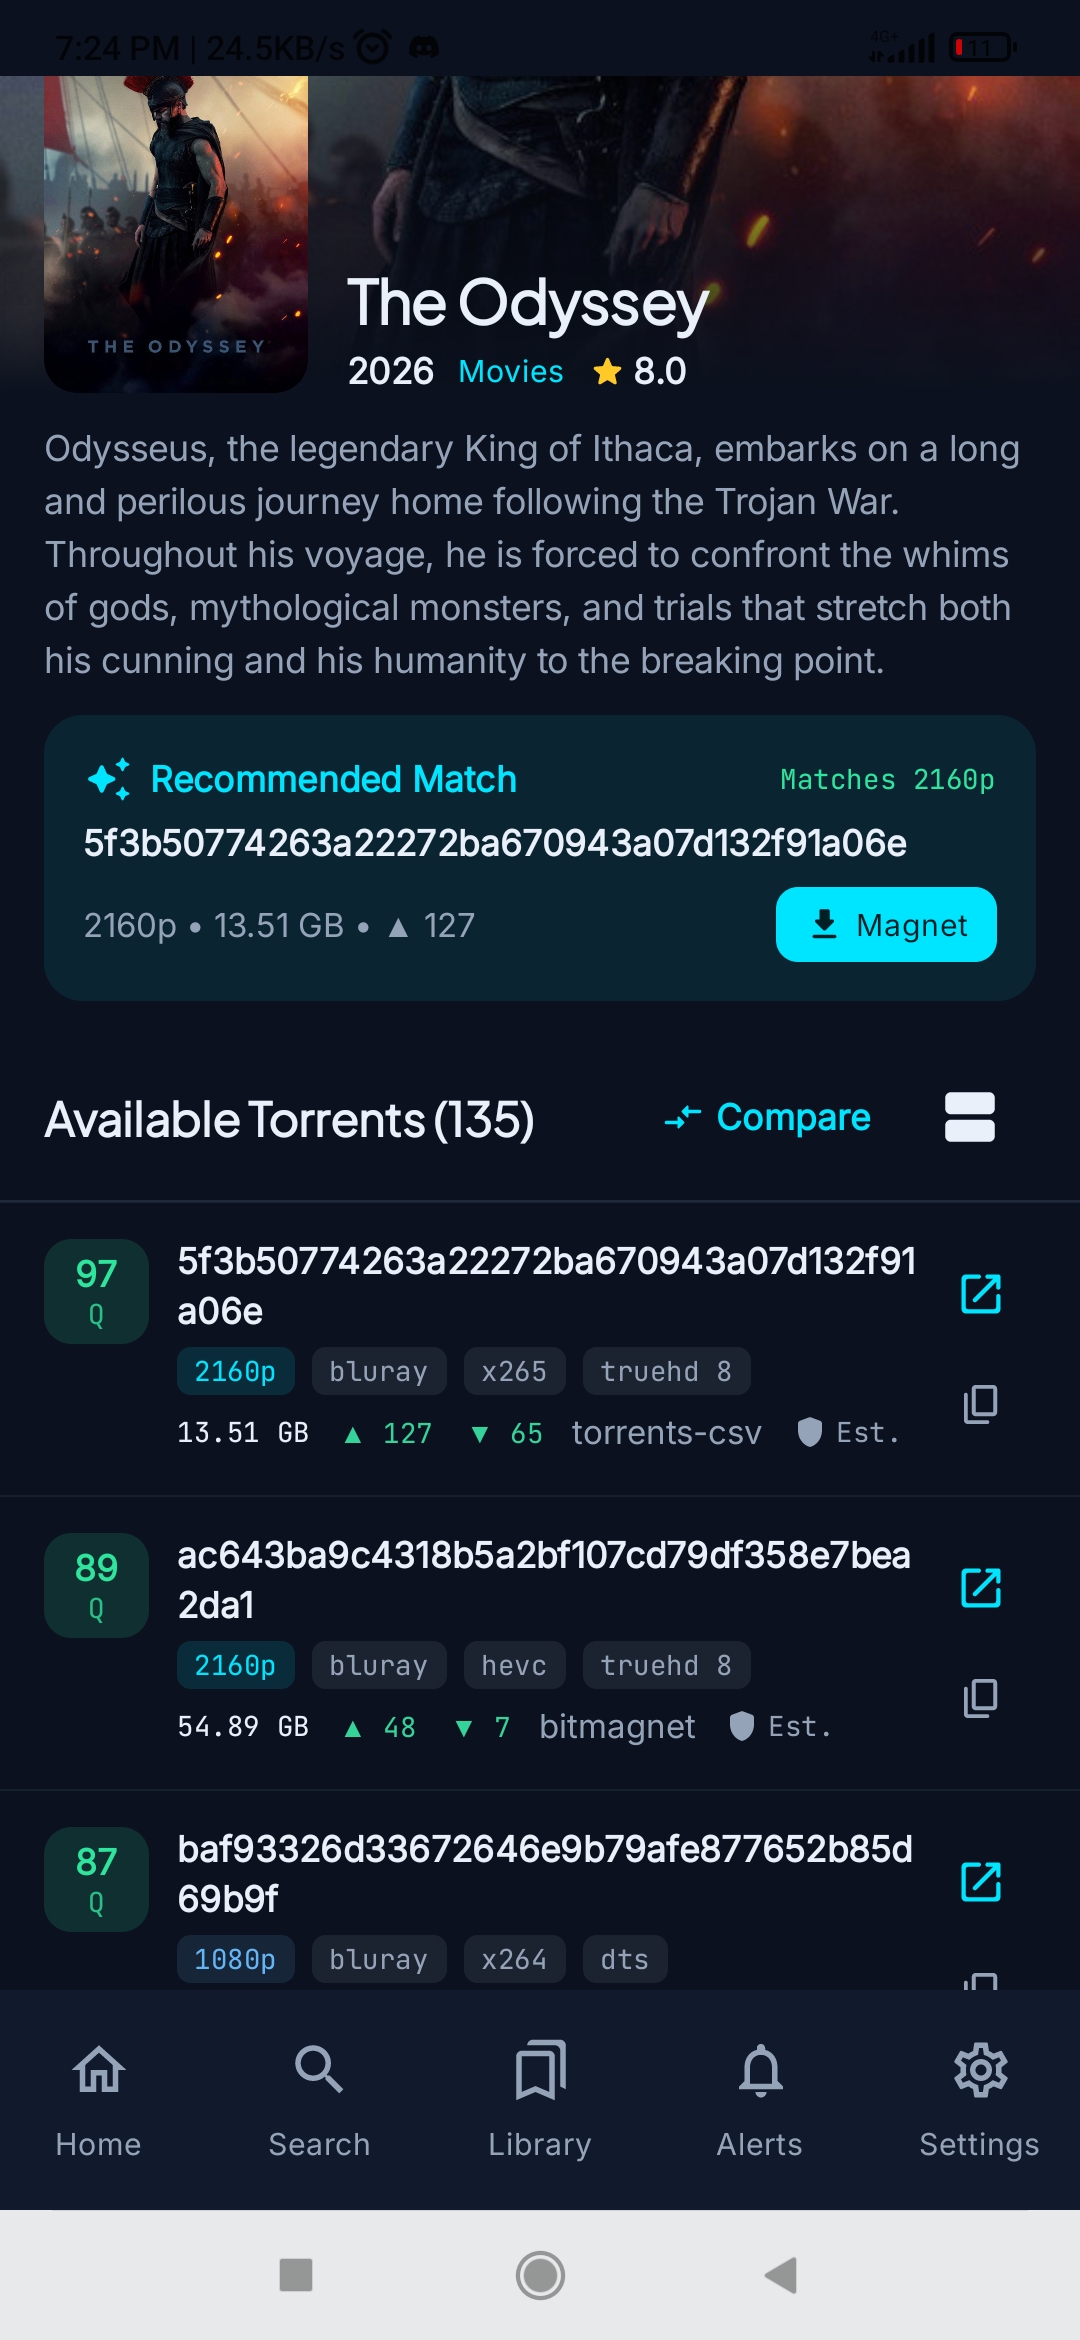 7:24 PM | 24.5KB/s
4G+
11
THE ODYSSEY
The Odyssey
2026 Movies 8.0
Odysseus, the legendary King of Ithaca, embarks on a long
and perilous journey home following the Trojan War.
Throughout his voyage, he is forced to confront the whims
of gods, mythological monsters, and trials that stretch both
his cunning and his humanity to the breaking point.
Recommended Match Matches 2160p
5f3b50774263a22272ba670943a07d132f91a06e
2160p • 13.51 GB • ▲ 127 Magnet
Available Torrents (135) Compare
97
Q
5f3b50774263a22272ba670943a07d132f91
a06e
2160p bluray x265 truehd 8
13.51 GB ▲ 127 ▼ 65 torrents-csv Est.
89
Q
ac643ba9c4318b5a2bf107cd79df358e7bea
2da1
2160p bluray hevc truehd 8
54.89 GB ▲ 48 ▼ 7 bitmagnet Est.
87
Q
baf93326d33672646e9b79afe877652b85d
69b9f
1080p bluray x264 dts
Home Search Library Alerts Settings